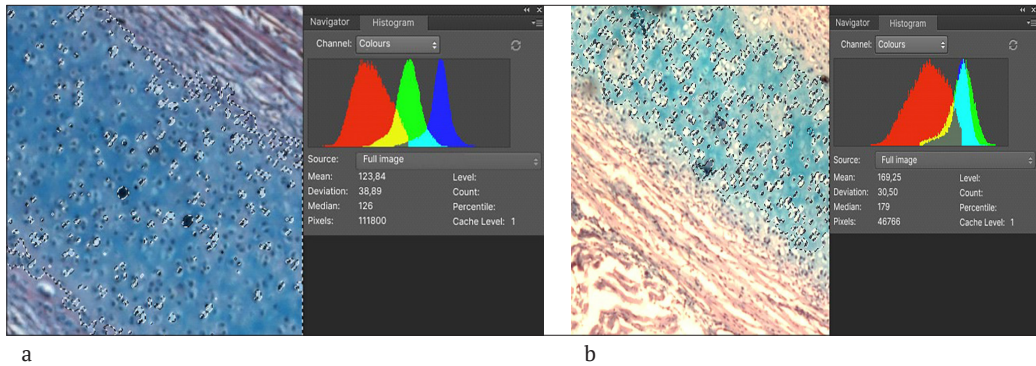 Navigator Histogram
Channel: Colours
Source: Full image
Mean: 123,84 Level:
Deviation: 38,89 Count:
Median: 126 Percentile:
Pixels: 111800 Cache Level: 1
Navigator Histogram
Channel: Colours
Source: Full image
Mean: 169,25 Level:
Deviation: 30,50 Count:
Median: 179 Percentile:
Pixels: 46766 Cache Level: 1
a
b